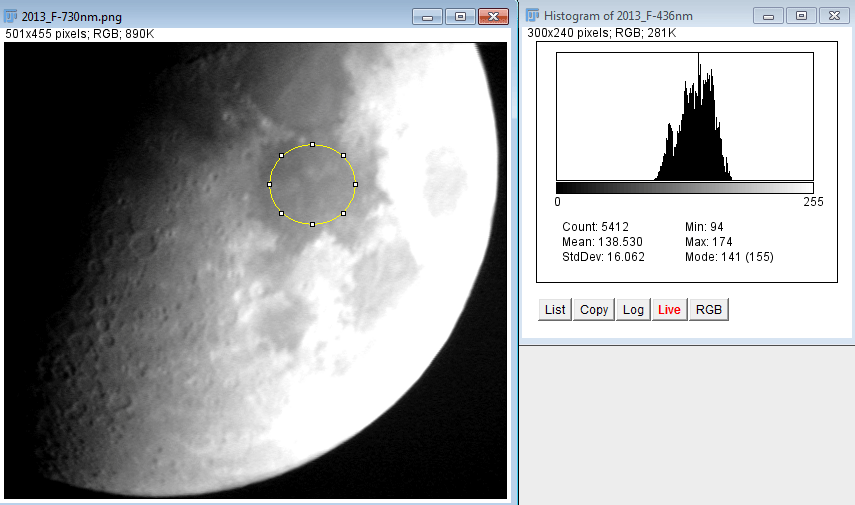 2013_F-730nm.png
501x455 pixels; RGB; 890K
Histogram of 2013_F-436nm
300x240 pixels; RGB; 281K
0 255
Count: 5412 Min: 94
Mean: 138.530 Max: 174
StdDev: 16.062 Mode: 141 (155)
List Copy Log Live RGB